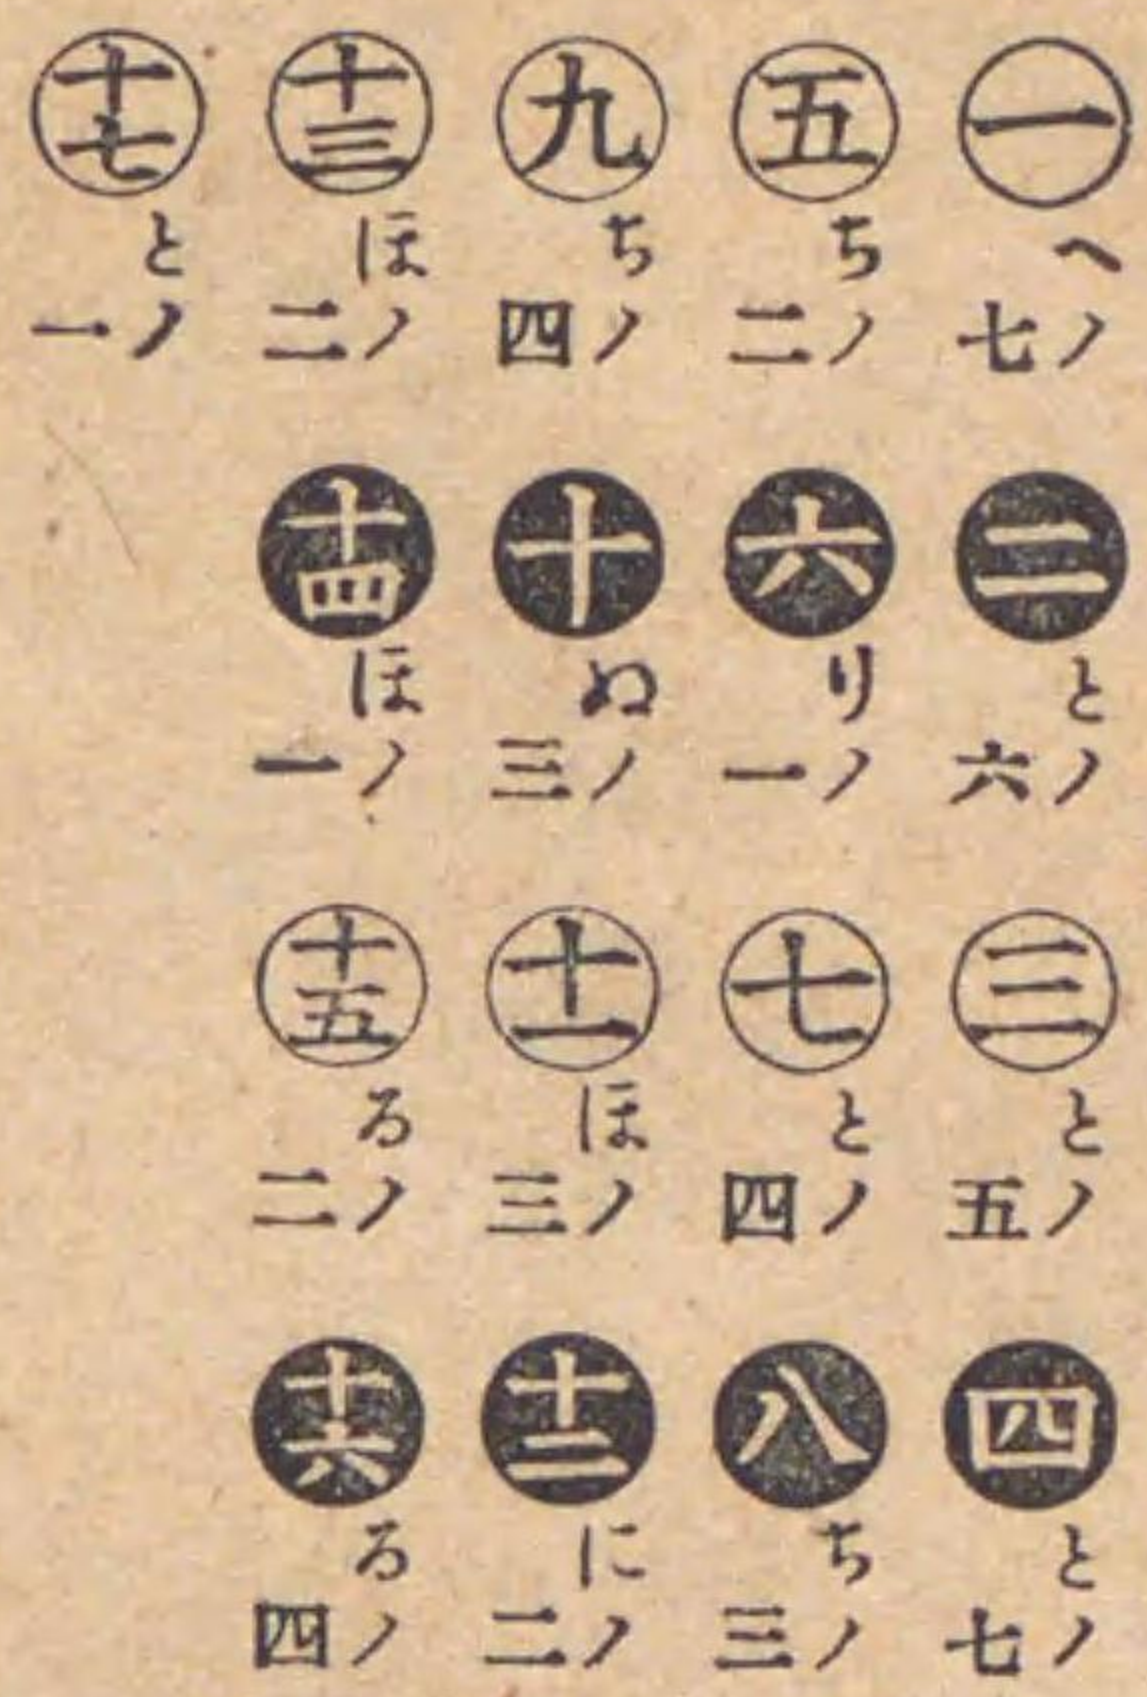 一 へノ七
二 とノ六
三 とノ五
四 とノ七
五 ちノ二
六 りノ一
七 とノ四
八 ちノ三
九 ちノ四
十 ぬノ三
十一 ほノ三
十二 にノ二
十三 ほノ二
十四 ほノ一
十五 るノ二
十六 るノ四
十七 とノ一